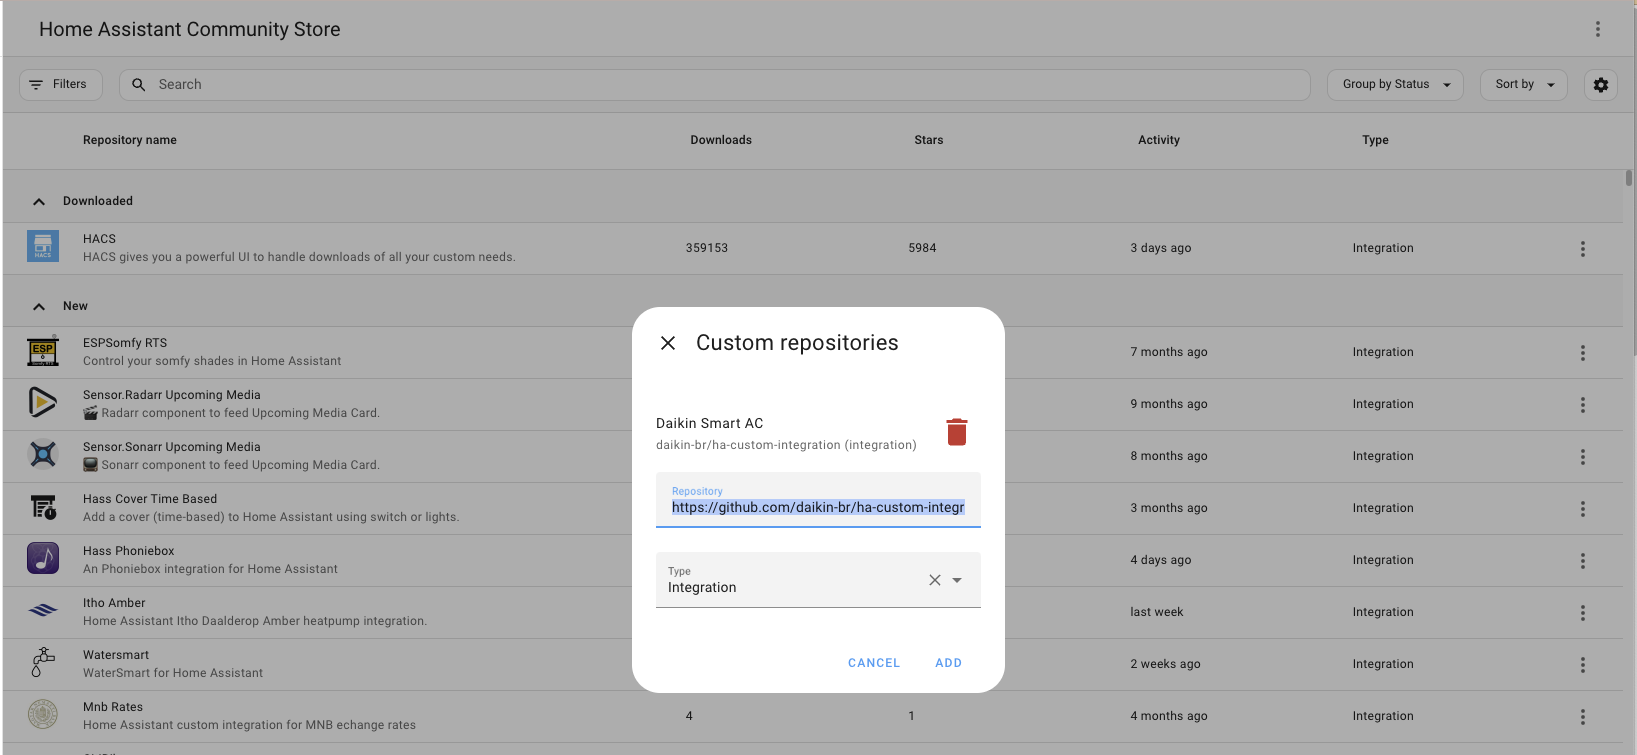 Home Assistant Community Store
Filters
Search
Group by Status
Sort by
Repository name Downloads Stars Activity Type
Downloaded
HACS
HACS
HACS gives you a powerful UI to handle downloads of all your custom needs.
359153 5984 3 days ago Integration
New
ESP
ESPSomfy RTS
Control your somfy shades in Home Assistant
7 months ago Integration
Sensor.Radarr Upcoming Media
Radarr component to feed Upcoming Media Card.
9 months ago Integration
Sensor.Sonarr Upcoming Media
Sonarr component to feed Upcoming Media Card.
8 months ago Integration
Hass Cover Time Based
Add a cover (time-based) to Home Assistant using switch or lights.
3 months ago Integration
Hass Phoniebox
An Phoniebox integration for Home Assistant
4 days ago Integration
Itho Amber
Home Assistant Itho Daalderop Amber heatpump integration.
last week Integration
Watersmart
WaterSmart for Home Assistant
2 weeks ago Integration
Mnb Rates
Home Assistant custom integration for MNB echange rates
4 1 4 months ago Integration
Custom repositories
Daikin Smart AC
daikin-br/ha-custom-integration (integration)
Repository
https://github.com/daikin-br/ha-custom-integr
Type
Integration
CANCEL ADD